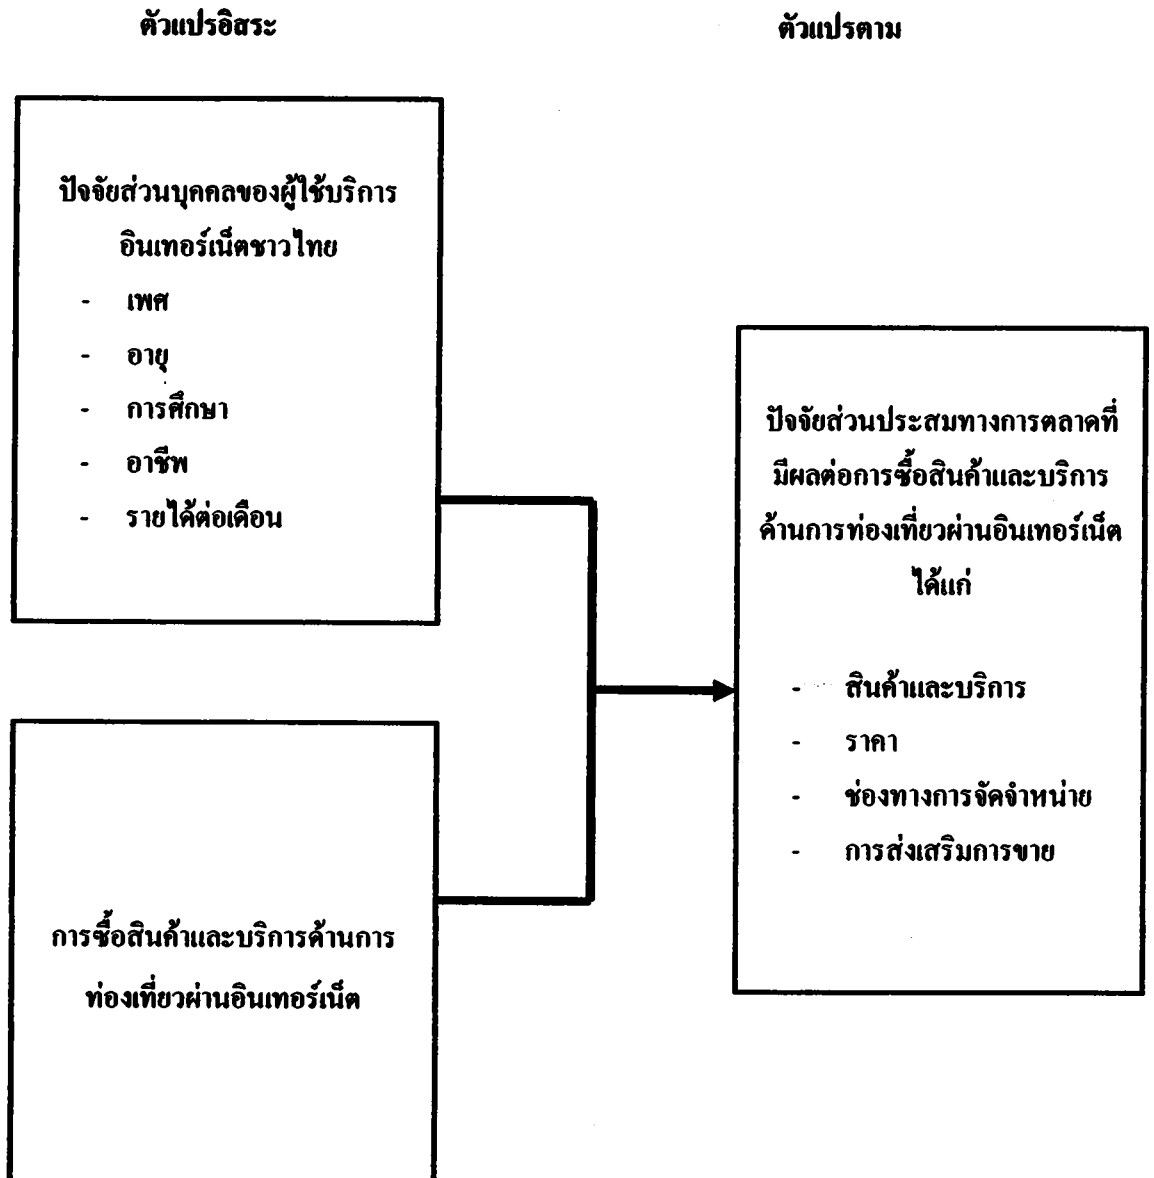 ตัวแปรอิสระ
ตัวแปรตาม
ปัจจัยส่วนบุคคลของผู้ใช้บริการ
อินเทอร์เน็ตชาวไทย
- เพศ
- อายุ
- การศึกษา
- อาชีพ
- รายได้ต่อเดือน
การซื้อสินค้าและบริการด้านการ
ท่องเที่ยวผ่านอินเทอร์เน็ต
ปัจจัยส่วนประสมทางการตลาดที่
มีผลต่อการซื้อสินค้าและบริการ
ด้านการท่องเที่ยวผ่านอินเทอร์เน็ต
ได้แก่
- สินค้าและบริการ
- ราคา
- ช่องทางการจัดจำหน่าย
- การส่งเสริมการขาย